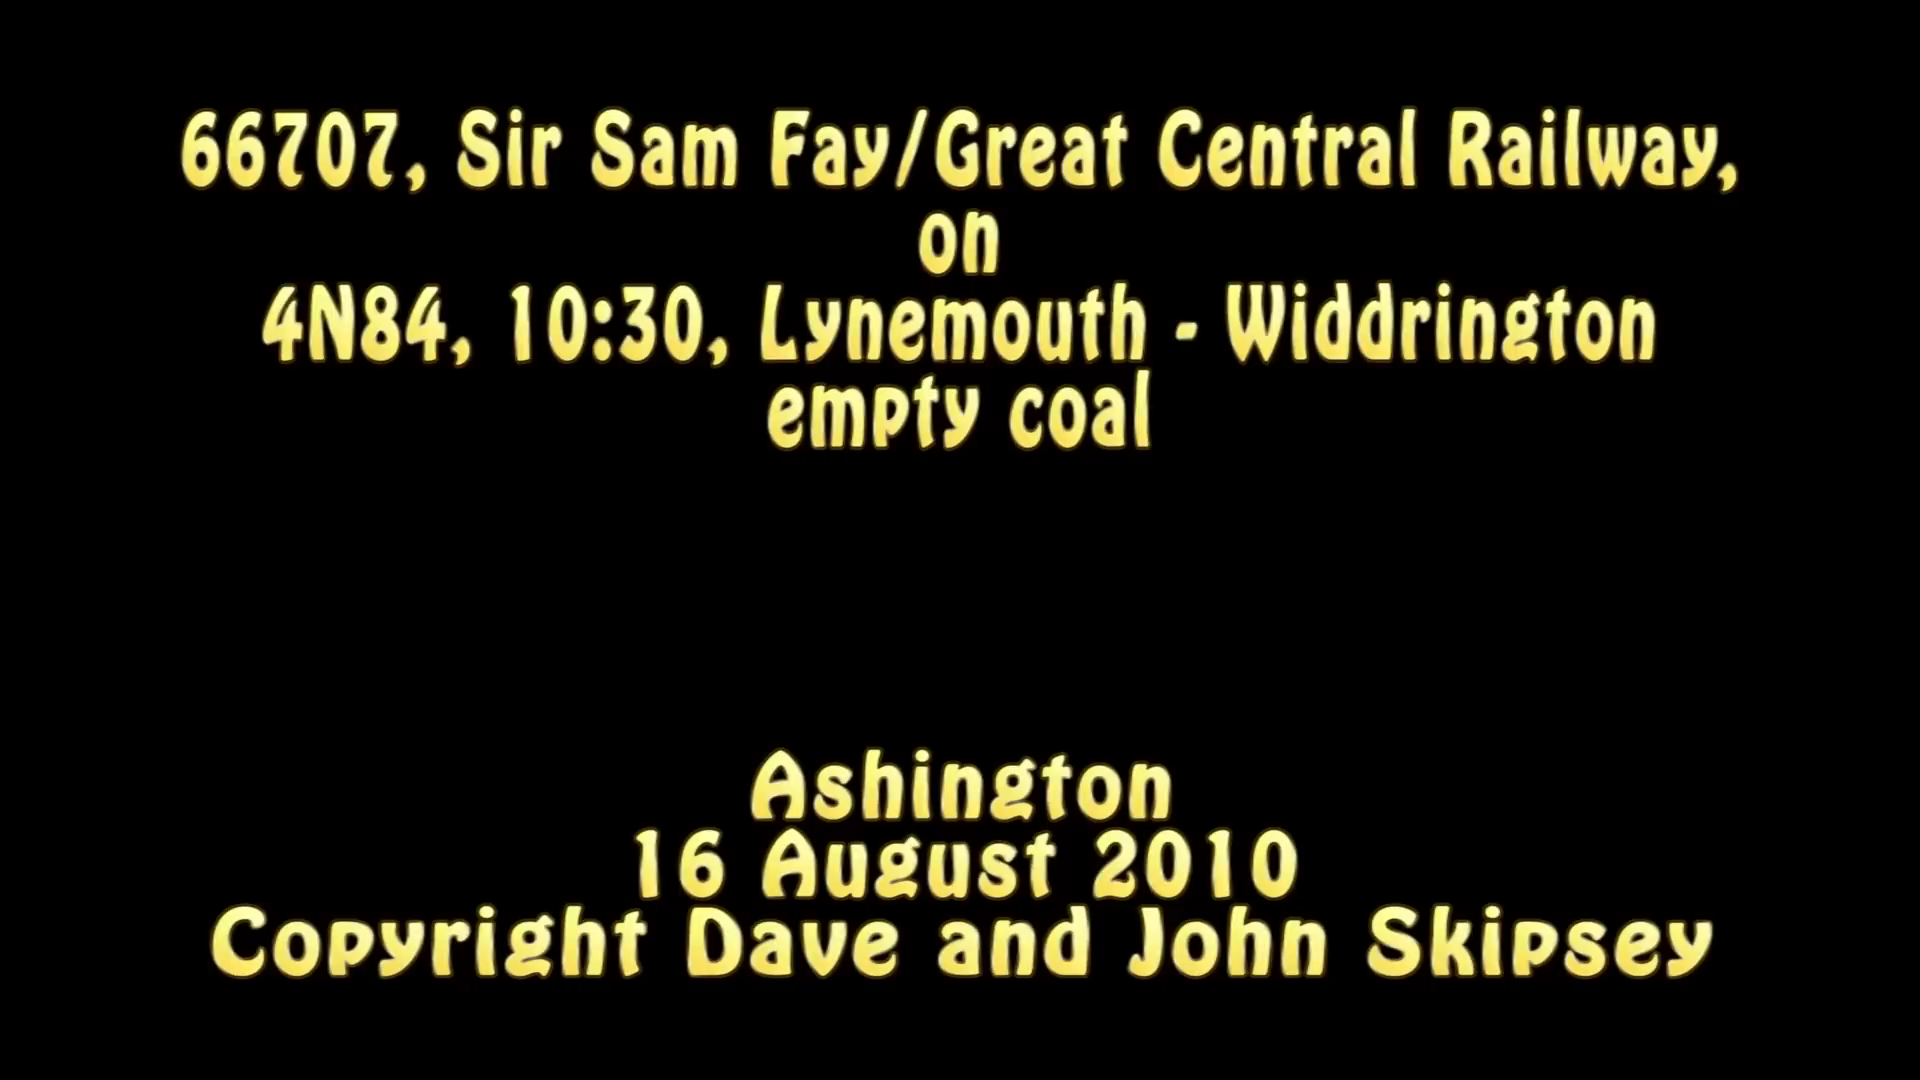 66707, Sir Sam Fay/Great Central Railway,
on
4N84, 10:30, Lynemouth - Widdrington
empty coal
Ashington
16 August 2010
Copyright Dave and John Skipsey